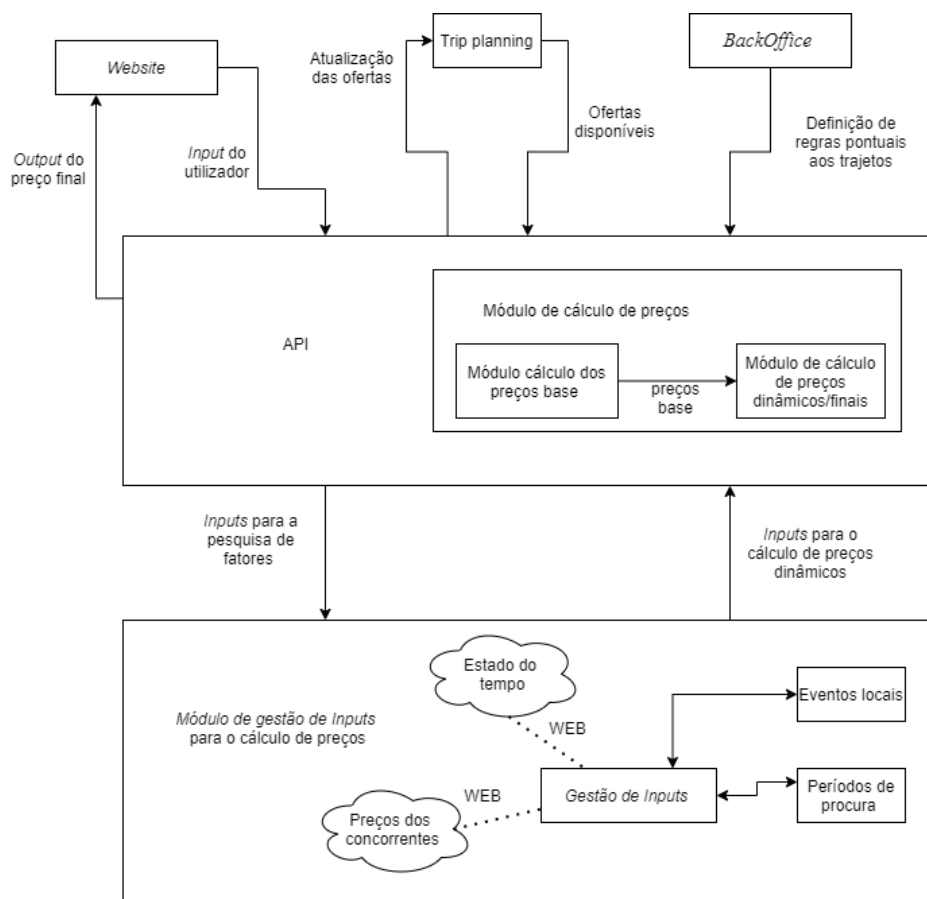 Website
Atualização
das ofertas
Trip planning
BackOffice
Output do
preço final
Input do
utilizador
Ofertas
disponíveis
Definição de
regras pontuais
aos trajetos
API
Módulo de cálculo de preços
Módulo cálculo dos
preços base
preços
base
Módulo de cálculo
de preços
dinâmicos/finais
Inputs para a
pesquisa de
fatores
Inputs para o
cálculo de preços
dinâmicos
Módulo de gestão de Inputs
para o cálculo de preços
Estado do
tempo
WEB
Eventos locais
WEB
Gestão de Inputs
Períodos de
procura
Preços dos
concorrentes